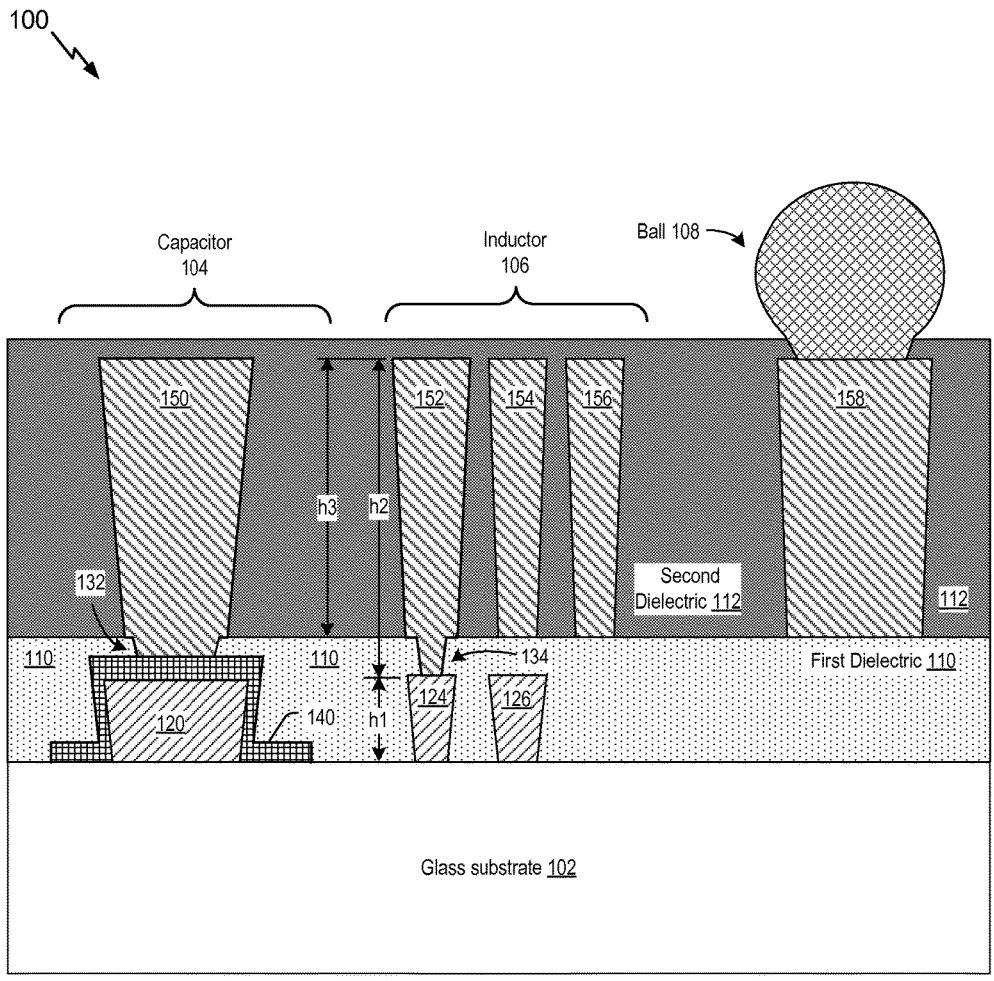 100
Capacitor
104
Inductor
106
Ball 108
150
152
154
156
158
h3
h2
132
Second
Dielectric 112
112
110
110
134
First Dielectric 110
120
140
h1
124
126
Glass substrate 102